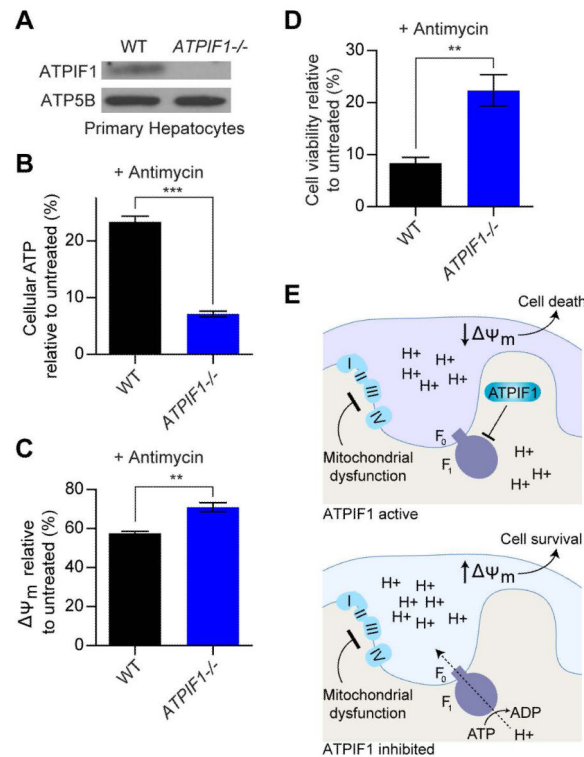 A
WT ATPIF1-/-
ATPIF1
ATP5B
Primary Hepatocytes
B
+ Antimycin
***
Cellular ATP
relative to untreated (%)
20
10
0
WT
ATPIF1-/-
C
+ Antimycin
**
ΔΨm relative
to untreated (%)
80
60
40
20
0
WT
ATPIF1-/-
D
+ Antimycin
**
Cell viability relative
to untreated (%)
30
20
10
0
WT
ATPIF1-/-
E
Cell death
↓ ΔΨm
H+ H+
H+ H+ H+
I
II
III
IV
ATPIF1
F0
F1
Mitochondrial
dysfunction
H+
H+ H+
ATPIF1 active
Cell survival
↑ ΔΨm
H+ H+
H+ H+ H+
H+ H+
I
II
III
IV
F0
F1
Mitochondrial
dysfunction
ATP ADP
H+
ATPIF1 inhibited